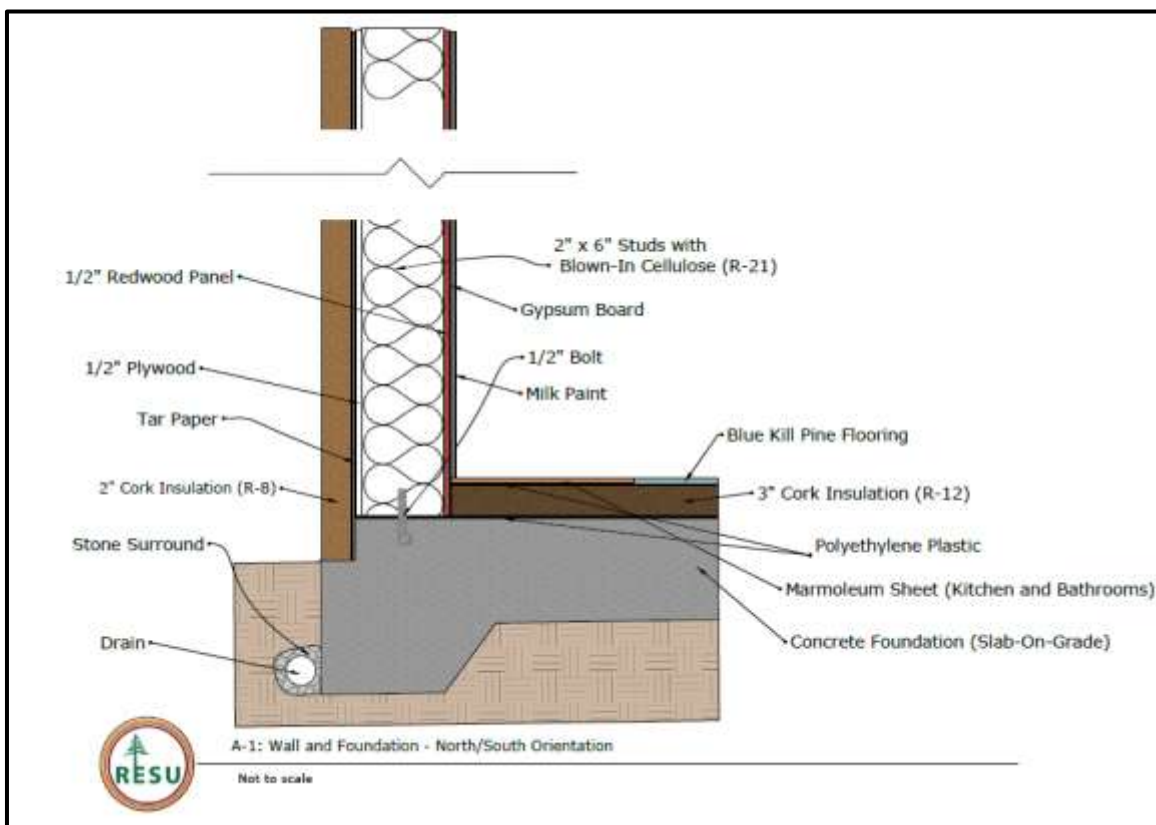 2" x 6" Studs with
Blown-In Cellulose (R-21)
1/2" Redwood Panel
Gypsum Board
1/2" Bolt
1/2" Plywood
Milk Paint
Tar Paper
Blue Kill Pine Flooring
2" Cork Insulation (R-8)
3" Cork Insulation (R-12)
Stone Surround
Polyethylene Plastic
Marmoleum Sheet (Kitchen and Bathrooms)
Drain
Concrete Foundation (Slab-On-Grade)
A-1: Wall and Foundation - North/South Orientation
RESU
Not to scale